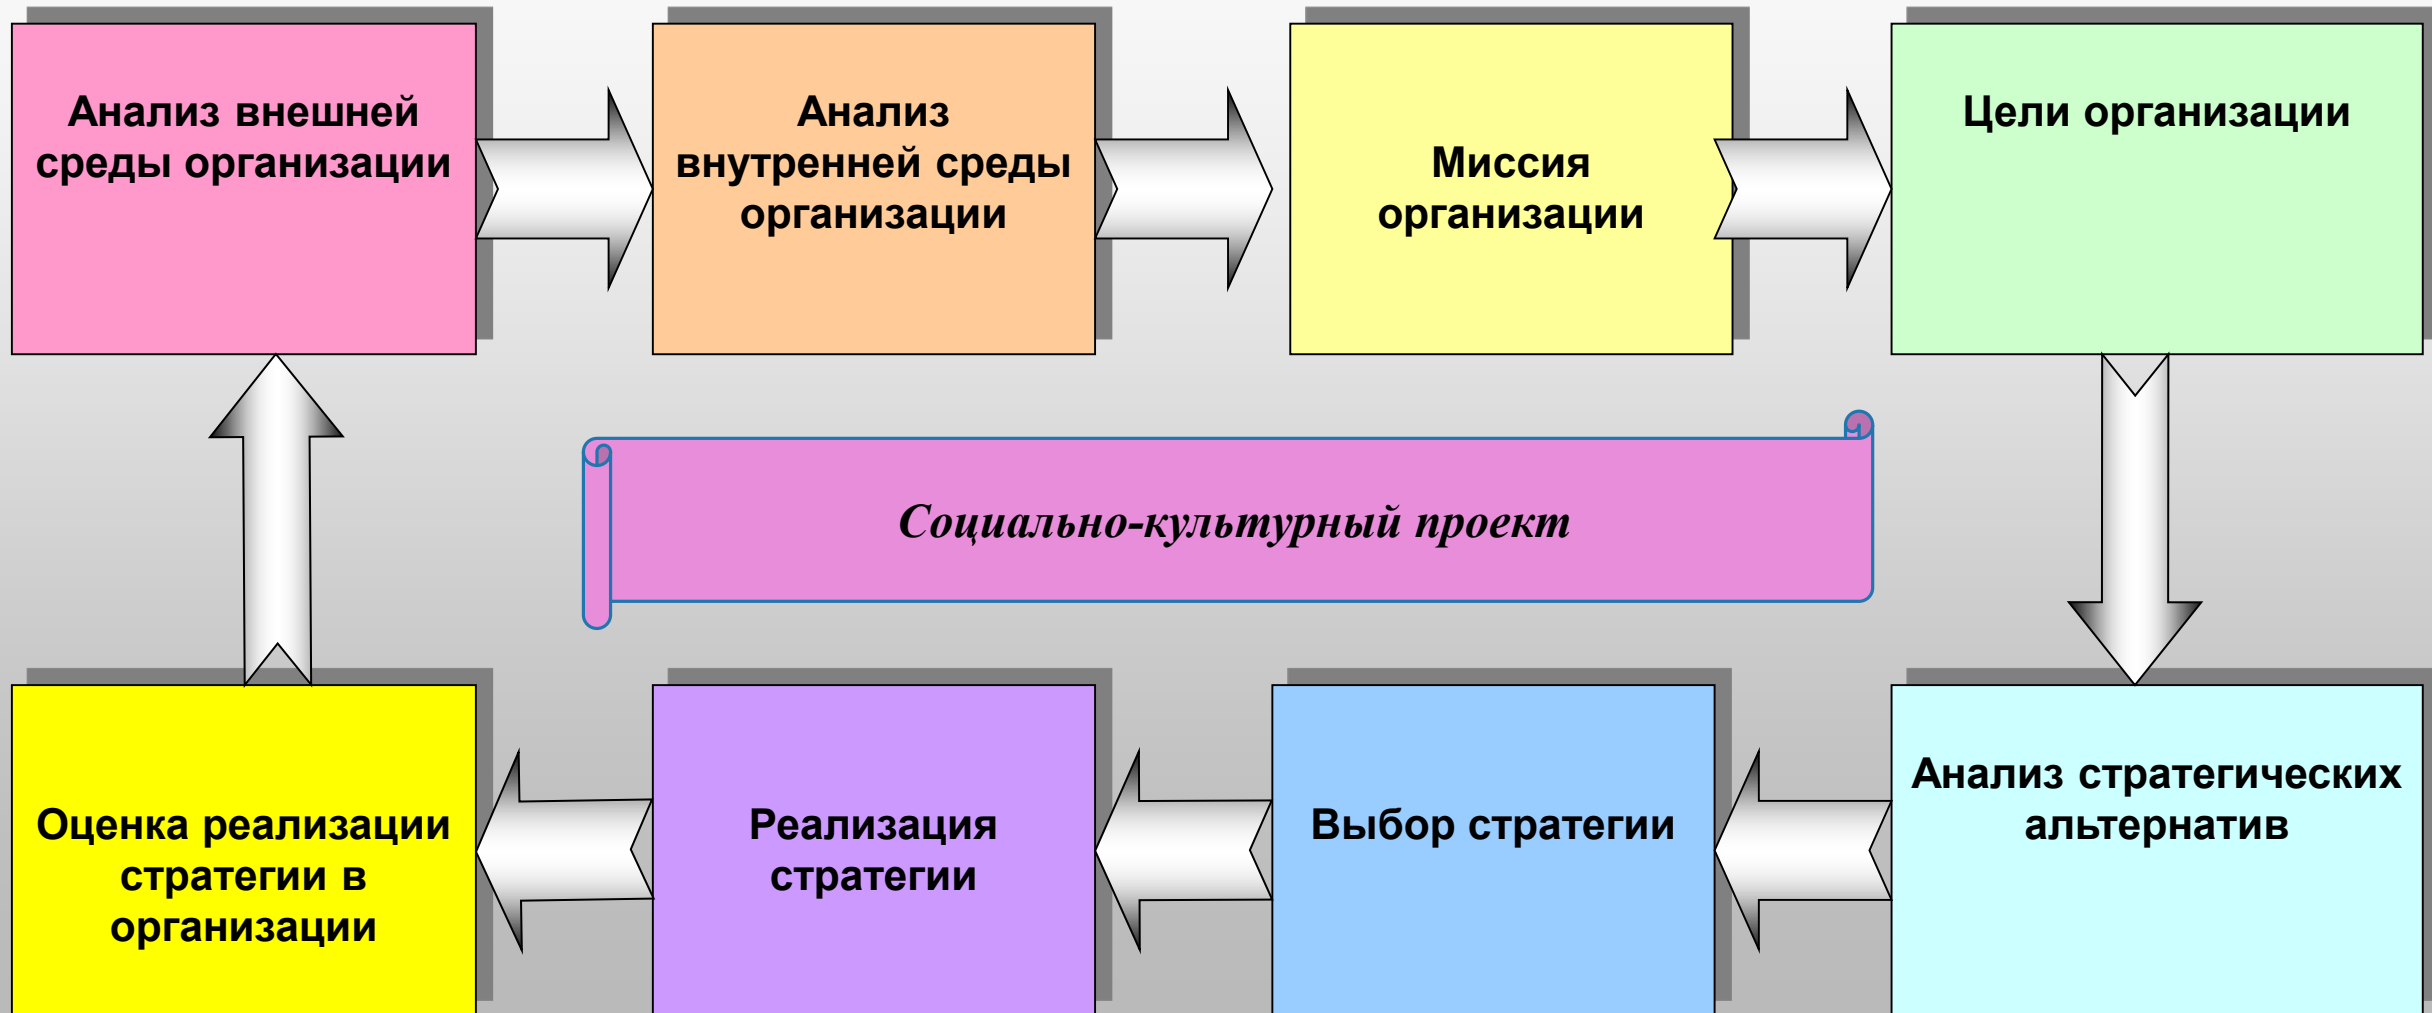 Анализ внешней
среды организации
Анализ
внутренней среды
организации
Миссия
организации
Цели организации
Социально-культурный проект
Оценка реализации
стратегии в
организации
Реализация
стратегии
Выбор стратегии
Анализ стратегических
альтернатив